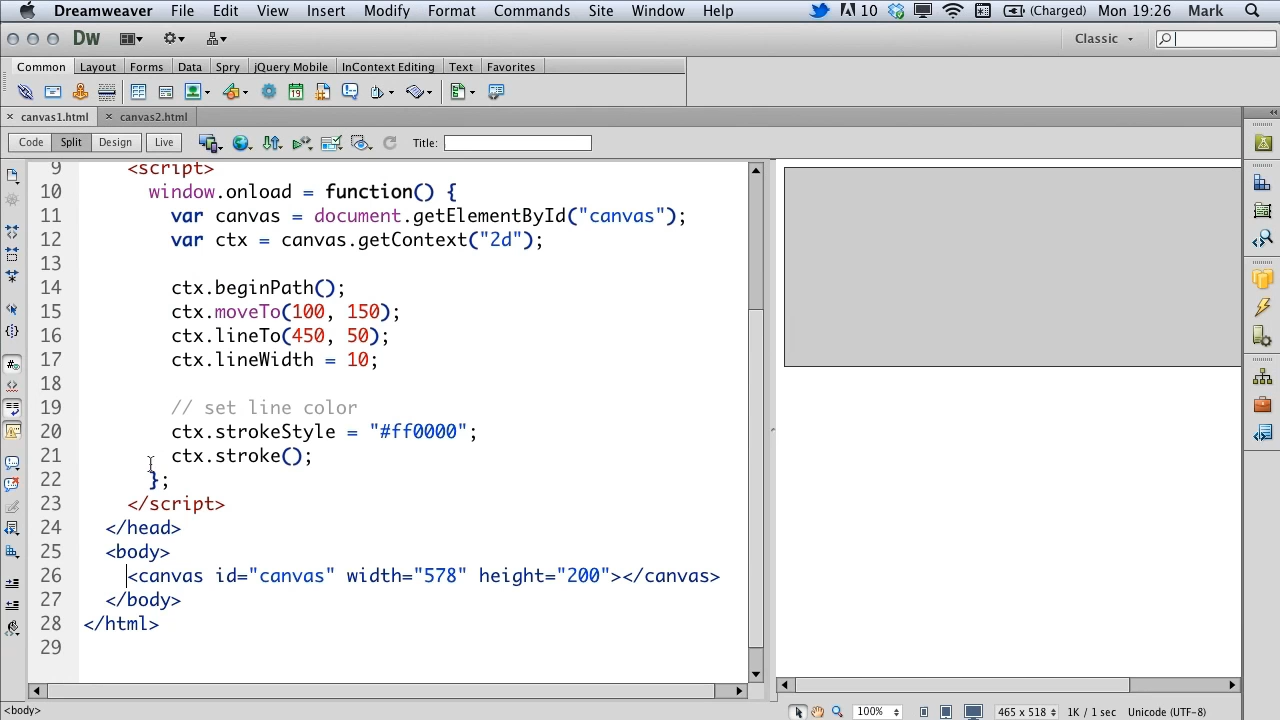 Dreamweaver File Edit View Insert Modify Format Commands Site Window Help 10 (Charged) Mon 19:26 Mark
Dw Classic
Common Layout Forms Data Spry jQuery Mobile InContext Editing Text Favorites
19
canvas1.html canvas2.html
Code Split Design Live Title:
9 <script>
10 window.onload = function() {
11 var canvas = document.getElementById("canvas");
12 var ctx = canvas.getContext("2d");
13
14 ctx.beginPath();
15 ctx.moveTo(100, 150);
16 ctx.lineTo(450, 50);
17 ctx.lineWidth = 10;
18
19 // set line color
20 ctx.strokeStyle = "#ff0000";
21 ctx.stroke();
22 };
23 </script>
24 </head>
25 <body>
26 <canvas id="canvas" width="578" height="200"></canvas>
27 </body>
28 </html>
29
<body> 100% 465 x 518 1K / 1 sec Unicode (UTF-8)